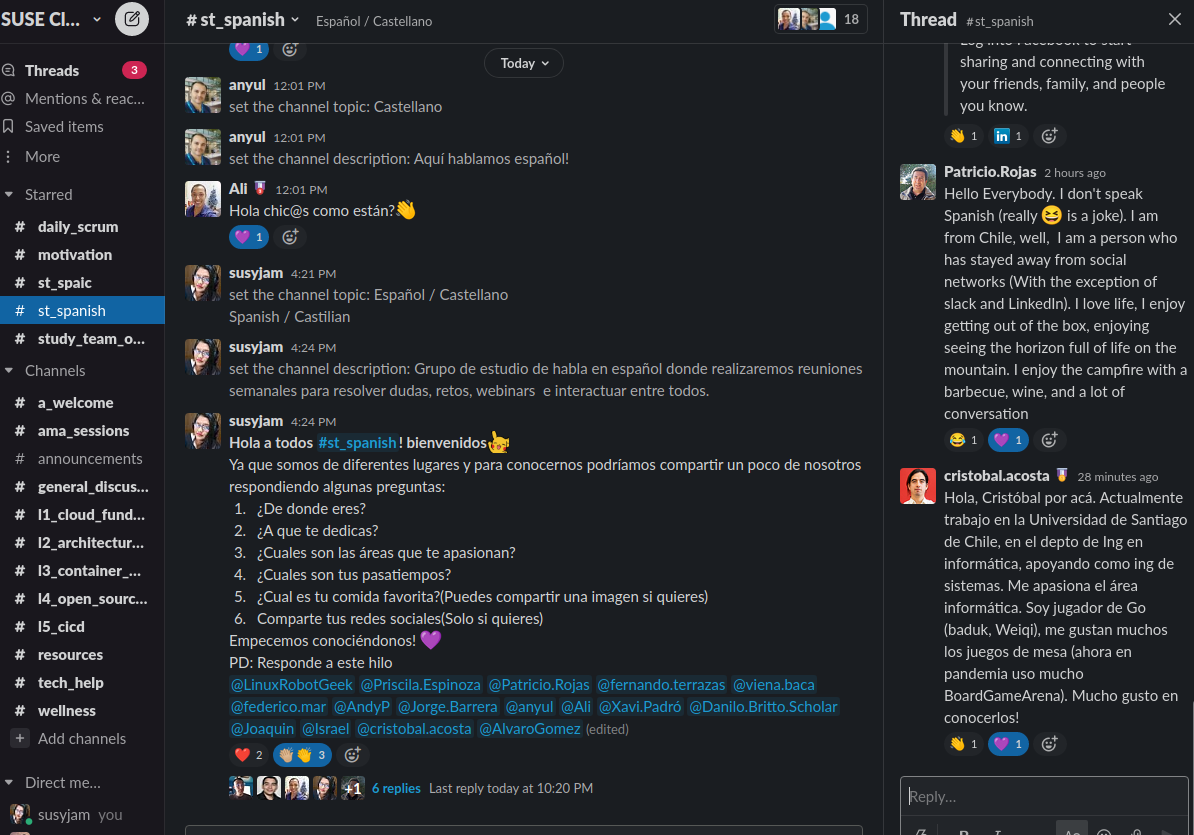 SUSE Cl...
Threads 3
Mentions & reac...
Saved items
More
Starred
# daily_scrum
# motivation
# st_spaic
# st_spanish
# study_team_o...
Channels
# a_welcome
# ama_sessions
# announcements
# general_discus...
# l1_cloud_fund...
# l2_architectur...
# l3_container_...
# l4_open_sourc...
# l5_cicd
# resources
# tech_help
# wellness
+ Add channels
Direct me...
susyjam you
# st_spanish
Español / Castellano
18
1
Today
anyul 12:01 PM
set the channel topic: Castellano
anyul 12:01 PM
set the channel description: Aquí hablamos español!
Ali 12:01 PM
Hola chic@s como están?👋
1
susyjam 4:21 PM
set the channel topic: Español / Castellano
Spanish / Castilian
susyjam 4:24 PM
set the channel description: Grupo de estudio de habla en español donde realizaremos reuniones
semanales para resolver dudas, retos, webinars e interactuar entre todos.
susyjam 4:24 PM
Hola a todos #st_spanish! bienvenidos
Ya que somos de diferentes lugares y para conocernos podríamos compartir un poco de nosotros
respondiendo algunas preguntas:
1. ¿De donde eres?
2. ¿A que te dedicas?
3. ¿Cuales son las áreas que te apasionan?
4. ¿Cuales son tus pasatiempos?
5. ¿Cual es tu comida favorita?(Puedes compartir una imagen si quieres)
6. Comparte tus redes sociales(Solo si quieres)
Empecemos conociéndonos! 💜
PD: Responde a este hilo
@LinuxRobotGeek @Priscila.Espinoza @Patricio.Rojas @fernando.terrazas @viena.baca
@federico.mar @AndyP @Jorge.Barrera @anyul @Ali @Xavi.Padró @Danilo.Britto.Scholar
@Joaquin @Israel @cristobal.acosta @AlvaroGomez (edited)
2 3
+1 6 replies Last reply today at 10:20 PM
Thread #st_spanish
Log into Facebook to start
sharing and connecting with
your friends, family, and people
you know.
1 in 1
Patricio.Rojas 2 hours ago
Hello Everybody. I don't speak
Spanish (really 😆 is a joke). I am
from Chile, well, I am a person who
has stayed away from social
networks (With the exception of
slack and LinkedIn). I love life, I enjoy
getting out of the box, enjoying
seeing the horizon full of life on the
mountain. I enjoy the campfire with a
barbecue, wine, and a lot of
conversation
1 1
cristobal.acosta 28 minutes ago
Hola, Cristóbal por acá. Actualmente
trabajo en la Universidad de Santiago
de Chile, en el depto de Ing en
informática, apoyando como ing de
sistemas. Me apasiona el área
informática. Soy jugador de Go
(baduk, Weiqi), me gustan muchos
los juegos de mesa (ahora en
pandemia uso mucho
BoardGameArena). Mucho gusto en
conocerlos!
1 1
Reply...